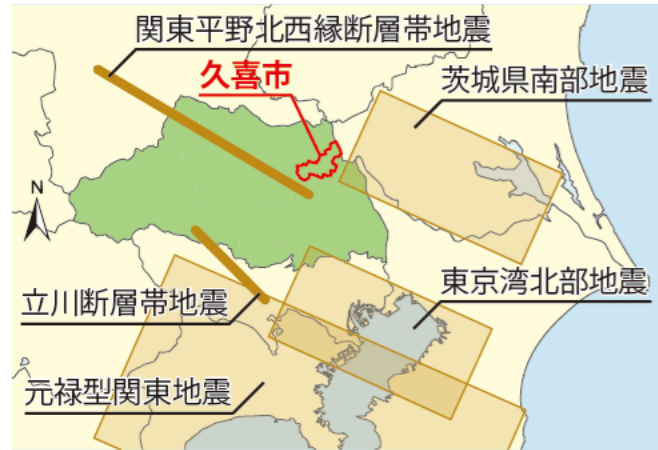 関東平野北西縁断層帯地震
久喜市
茨城県南部地震
N
立川断層帯地震
東京湾北部地震
元禄型関東地震